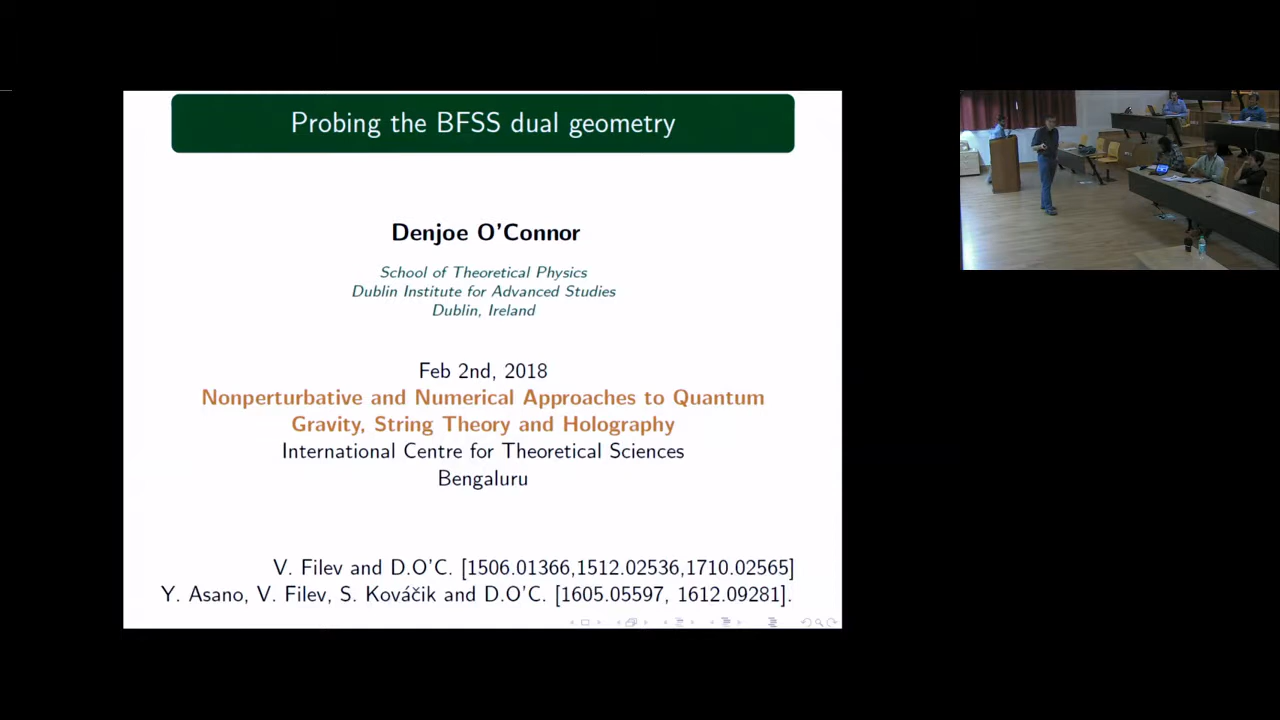 Probing the BFSS dual geometry
Denjoe O'Connor
School of Theoretical Physics
Dublin Institute for Advanced Studies
Dublin, Ireland
Feb 2nd, 2018
Nonperturbative and Numerical Approaches to Quantum
Gravity, String Theory and Holography
International Centre for Theoretical Sciences
Bengaluru
V. Filev and D.O'C. [1506.01366,1512.02536,1710.02565]
Y. Asano, V. Filev, S. Kováčik and D.O'C. [1605.05597, 1612.09281].